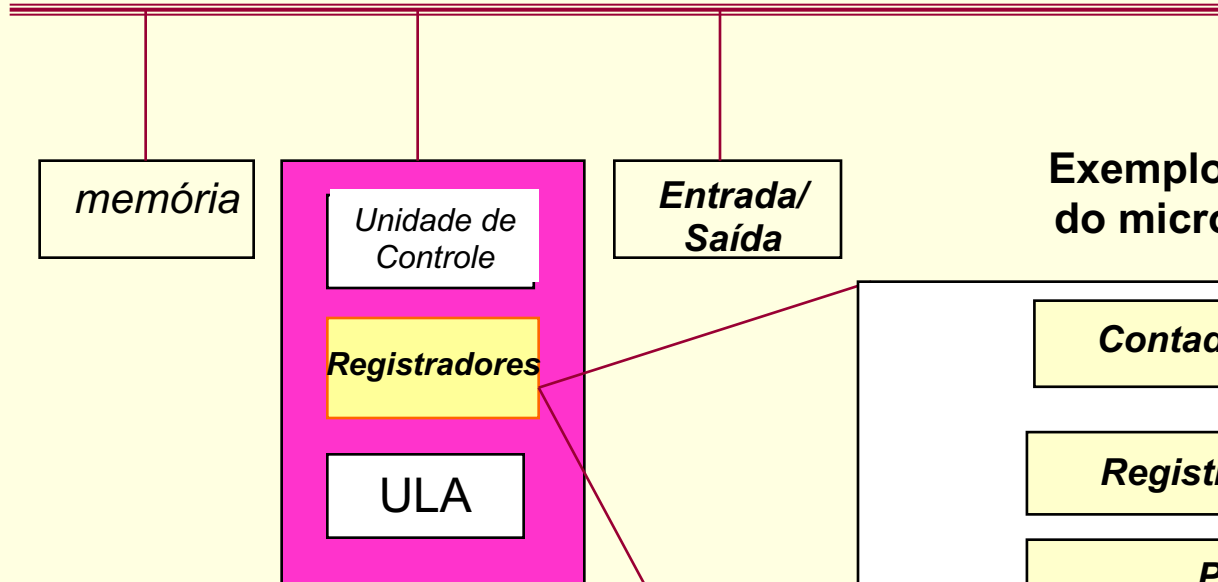 memória
Unidade de
Controle
Registradores
ULA
Entrada/
Saída
Exemplo
do micro
Contad
Regist
P